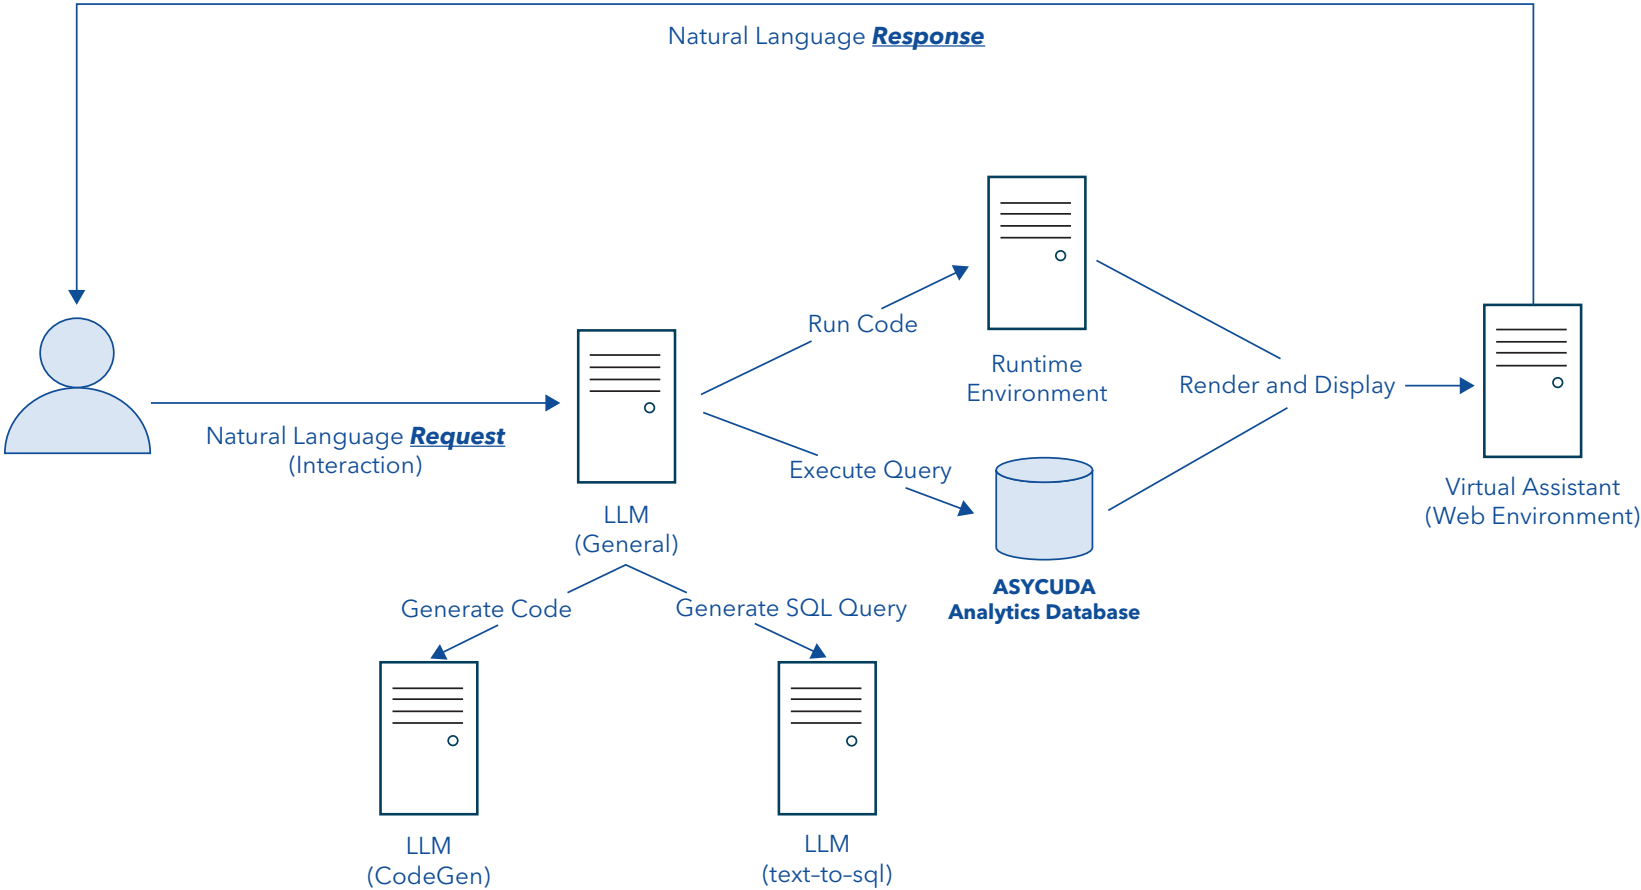 Natural Language Response
Run Code
Runtime
Environment
Render and Display
Natural Language Request
(Interaction)
Execute Query
Virtual Assistant
(Web Environment)
LLM
(General)
ASYCUDA
Analytics Database
Generate Code
Generate SQL Query
LLM
(CodeGen)
LLM
(text-to-sql)